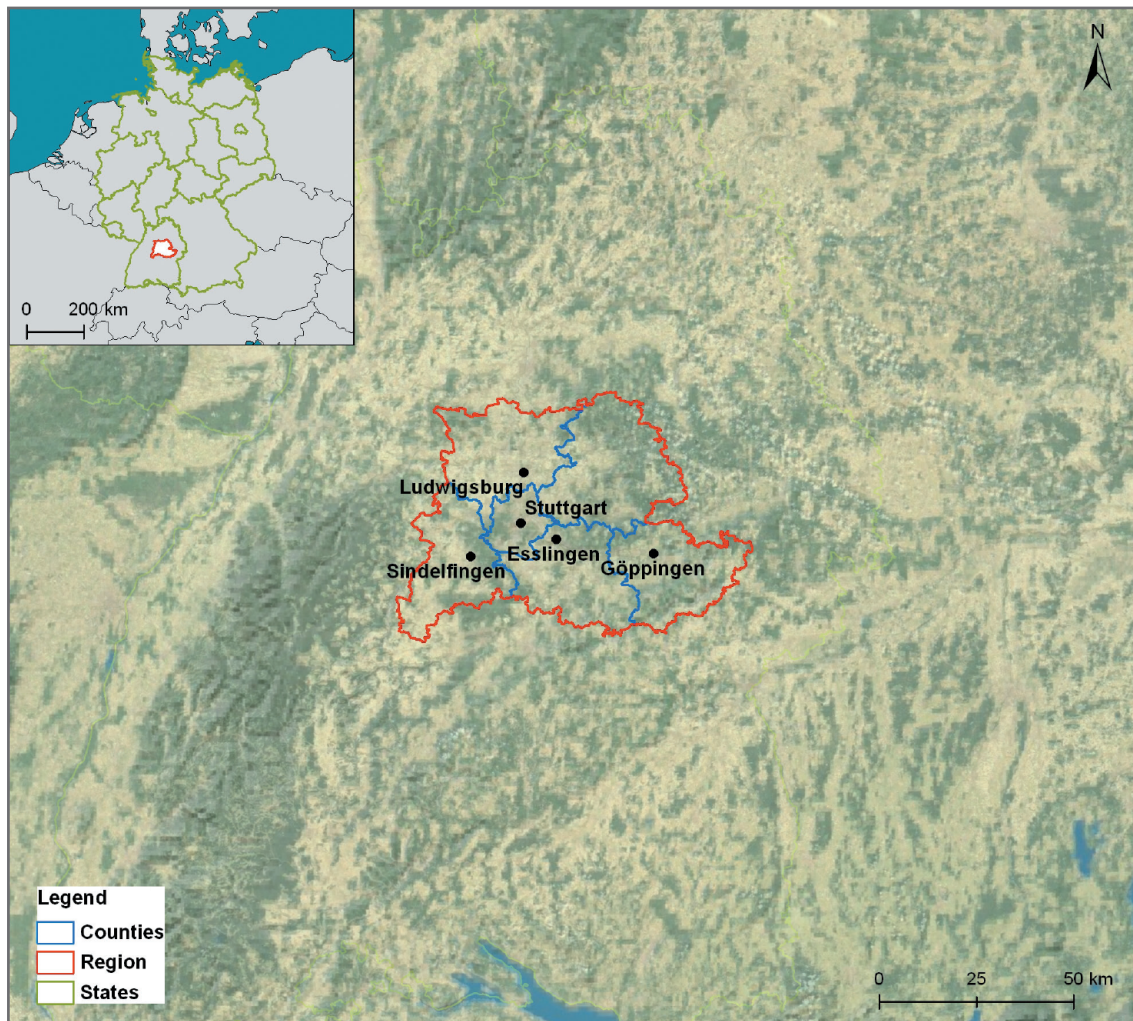 N
0 200 km
Ludwigsburg
Stuttgart
Esslingen
Göppingen
Sindelfingen
Legend
Counties
Region
States
0 25 50 km